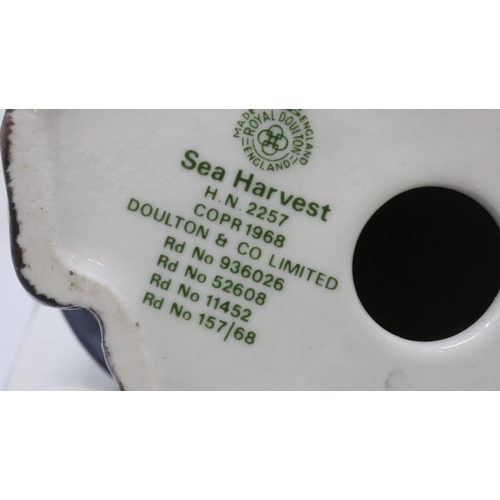 MADE IN ENGLAND
ROYAL DOULTON
ENGLAND
Sea Harvest
H. N. 2257
COPR 1968
DOULTON & CO LIMITED
Rd No 936026
Rd No 52608
Rd No 11452
Rd No 157/68